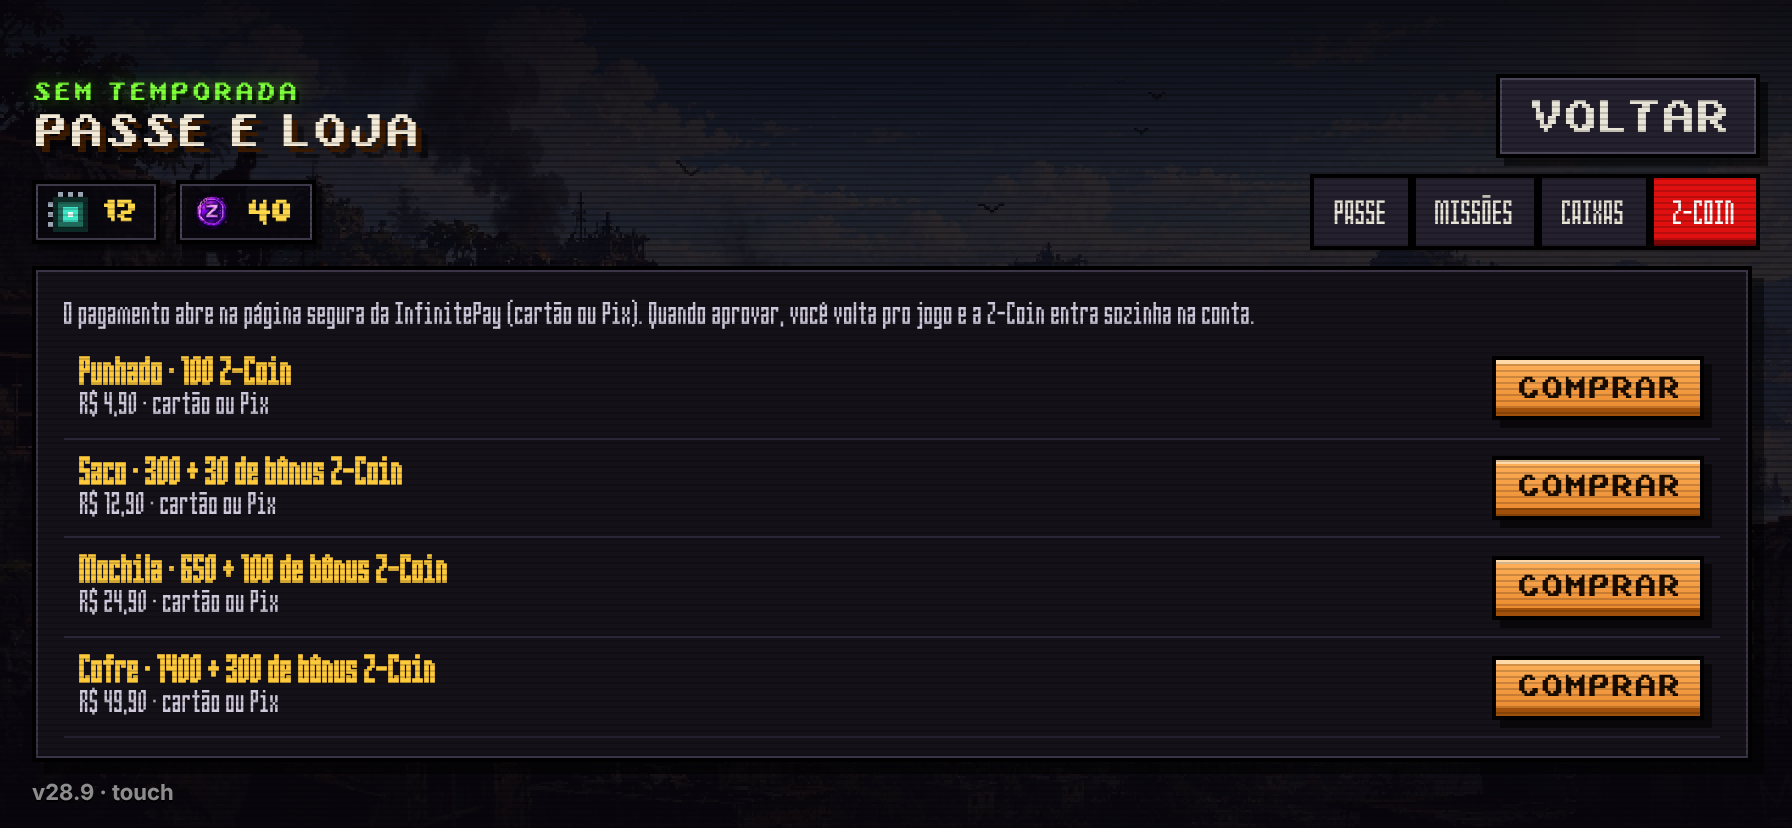 SEM TEMPORADA
PASSE E LOJA
VOLTAR
12
Z 40
PASSE
MISSÕES
CAIXAS
Z-COIN
O pagamento abre na página segura da InfinitePay (cartão ou Pix). Quando aprovar, você volta pro jogo e a Z-Coin entra sozinha na conta.
Punhado · 100 Z-Coin
R$ 4,90 · cartão ou Pix
COMPRAR
Saco · 300 + 30 de bônus Z-Coin
R$ 12,90 · cartão ou Pix
COMPRAR
Mochila · 650 + 100 de bônus Z-Coin
R$ 24,90 · cartão ou Pix
COMPRAR
Cofre · 1400 + 300 de bônus Z-Coin
R$ 49,90 · cartão ou Pix
COMPRAR
v28.9 · touch